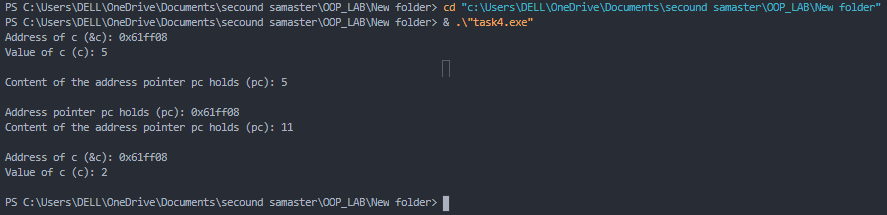 PS C:\Users\DELL\OneDrive\Documents\secound samaster\OOP_LAB\New folder> cd "c:\Users\DELL\OneDrive\Documents\secound samaster\OOP_LAB\New folder"
PS C:\Users\DELL\OneDrive\Documents\secound samaster\OOP_LAB\New folder> & .\"task4.exe"
Address of c (&c): 0x61ff08
Value of c (c): 5
Content of the address pointer pc holds (pc): 5
Address pointer pc holds (pc): 0x61ff08
Content of the address pointer pc holds (pc): 11
Address of c (&c): 0x61ff08
Value of c (c): 2
PS C:\Users\DELL\OneDrive\Documents\secound samaster\OOP_LAB\New folder>